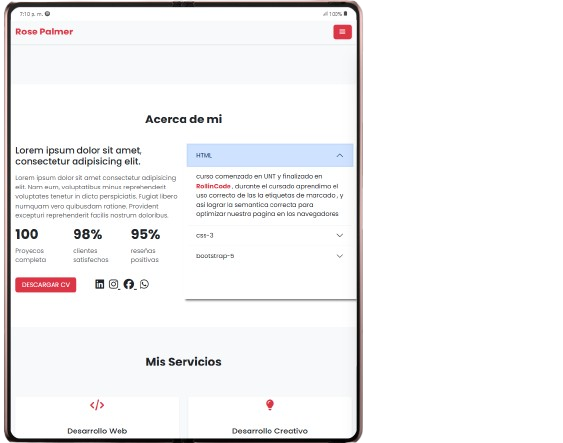 7:10 p. m.
100%
Rose Palmer
Acerca de mi
Lorem ipsum dolor sit amet,
consectetur adipisicing elit.
Lorem ipsum dolor sit amet consectetur adipisicing
elit. Nam eum, voluptatibus minus reprehenderit
voluptates tenetur in dicta perspiciatis. Fugiat libero
numquam vero quibusdam ratione. Provident
excepturi reprehenderit facilis nostrum doloribus.
100
98%
95%
Proyecos
completa
clientes
satisfechos
reseñas
positivas
DESCARGAR CV
HTML
curso comenzado en UNT y finalizado en
RollinCode , durante el cursado aprendimo el
uso correcto de las la etiquetas de marcado , y
asi lograr la semantica correcta para
optimizar nuestra pagina en los navegadores
css-3
bootstrap-5
Mis Servicios
</>
Desarrollo Web
Desarrollo Creativo